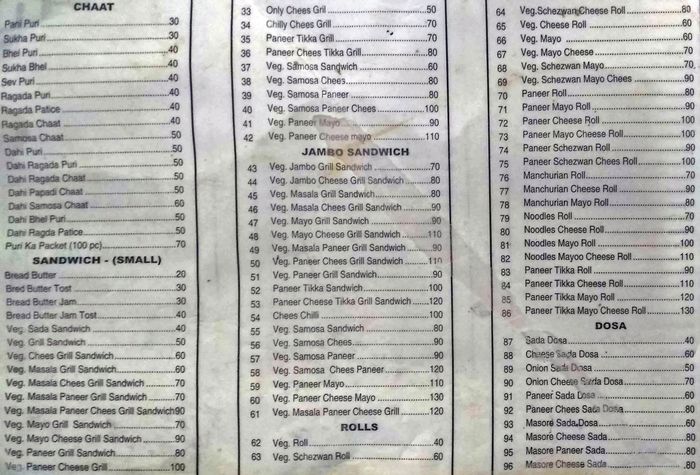 CHAAT
Pani Puri 30
Sukha Puri 30
Bhel Puri 40
Sukha Bhel 40
Sev Puri 40
Ragada Puri 40
Ragada Patice 40
Ragada Chaat 40
Samosa Chaat 50
Dahi Puri 50
Dahi Ragada Puri 50
Dahi Ragada Chaat 50
Dahi Papadi Chaat 50
Dahi Samosa Chaat 60
Dahi Bhel Puri 50
Dahi Ragda Patice 50
Puri Ka Packet (100 pc) 70
SANDWICH - (SMALL)
Bread Butter 20
Bred Butter Tost 30
Bread Butter Jam 30
Bread Butter Jam Tost 40
Veg. Sada Sandwich 40
Veg. Grill Sandwich 50
Veg. Chees Grill Sandwich 60
Veg. Masala Grill Sandwich 60
Veg. Masala Chees Grill Sandwich 70
Veg. Masala Paneer Grill Sandwich 70
Veg. Masala Paneer Chees Grill Sandwich 90
Veg. Mayo Grill Sandwich 70
Veg. Mayo Cheese Grill Sandwich 90
Veg. Paneer Grill Sandwich 80
Veg. Paneer Cheese Grill 100
33 Only Chees Gril 50
34 Chilly Chees Grill 70
35 Paneer Tikka Grill 70
36 Paneer Chees Tikka Grill 80
37 Veg. Samosa Sandwich 60
38 Veg. Samosa Chees 80
39 Veg. Samosa Paneer 80
40 Veg. Samosa Paneer Chees 100
41 Veg. Paneer Mayo 90
42 Veg. Paneer Cheese mayo 110
JAMBO SANDWICH
43 Veg. Jambo Grill Sandwich 70
44 Veg. Jambo Cheese Grill Sandwich 80
45 Veg. Masala Grill Sandwich 80
46 Veg. Masala Chees Grill Sandwich 90
47 Veg. Mayo Grill Sandwich 90
48 Veg. Mayo Cheese Grill Sandwich 110
49 Veg. Masala Paneer Grill Sandwich 90
50 Veg. Paneer Chees Grill Sandwich 110
51 Veg. Paneer Grill Sandwich 90
52 Paneer Tikka Sandwich 100
53 Paneer Cheese Tikka Grill Sandwich 120
54 Chees Chilli 100
55 Veg. Samosa Sandwich 80
56 Veg. Samosa Chees 90
57 Veg. Samosa Paneer 90
58 Veg. Samosa Chees Paneer 120
59 Veg. Paneer Mayo 110
60 Veg. Paneer Cheese Mayo 130
61 Veg. Masala Paneer Cheese Grill 120
ROLLS
62 Veg. Roll 40
63 Veg. Schezwan Roll 60
64 Veg.Schezwan Cheese Roll 80
65 Veg. Cheese Roll 60
66 Veg. Mayo 60
67 Veg. Mayo Cheese 70
68 Veg. Schezwan Mayo 70
69 Veg. Schezwan Mayo Chees 90
70 Paneer Roll 80
71 Paneer Mayo Roll 90
72 Paneer Cheese Roll 100
73 Paneer Mayo Cheese Roll 100
74 Paneer Schezwan Roll 90
75 Paneer Schezwan Chees Roll 100
76 Manchurian Roll 70
77 Manchurian Cheese Roll 80
78 Manchurian Mayo Roll 80
79 Noodles Roll 70
80 Noodles Cheese Roll 90
81 Noodles Mayo Roll 100
82 Noodles Mayoo Cheese Roll 100
83 Paneer Tikka Roll 90
84 Paneer Tikka Cheese Roll 110
85 Paneer Tikka Mayo Roll 120
86 Paneer Tikka Mayo Cheese Roll 130
DOSA
87 Sada Dosa 40
88 Cheese Sada Dosa 60
89 Onion Sada Dosa 50
90 Onion Cheese Sada Dosa 70
91 Paneer Sada Dosa 60
92 Paneer Chees Sada Dosa 80
93 Masore Sada Dosa 60
94 Masore Cheese Sada 80
95 Masore Paneer Sada 80
Masore Cheese Sada